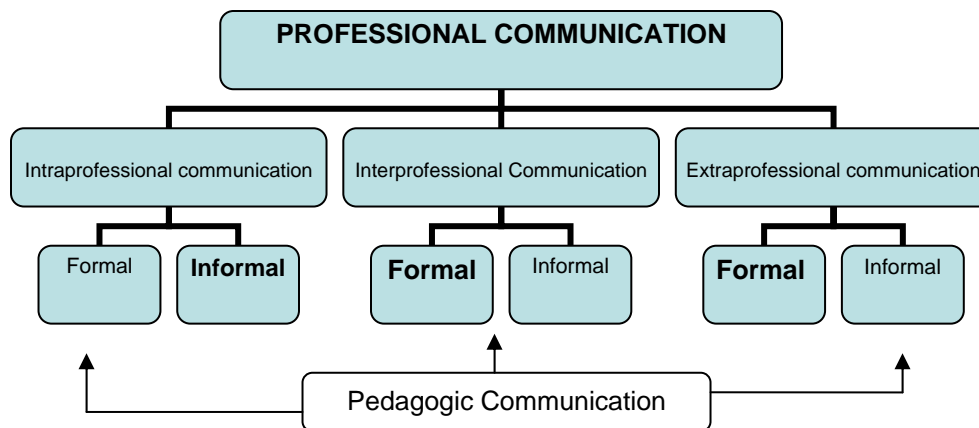 PROFESSIONAL COMMUNICATION
Intraprofessional communication
Interprofessional Communication
Extraprofessional communication
Formal
Informal
Formal
Informal
Formal
Informal
Pedagogic Communication